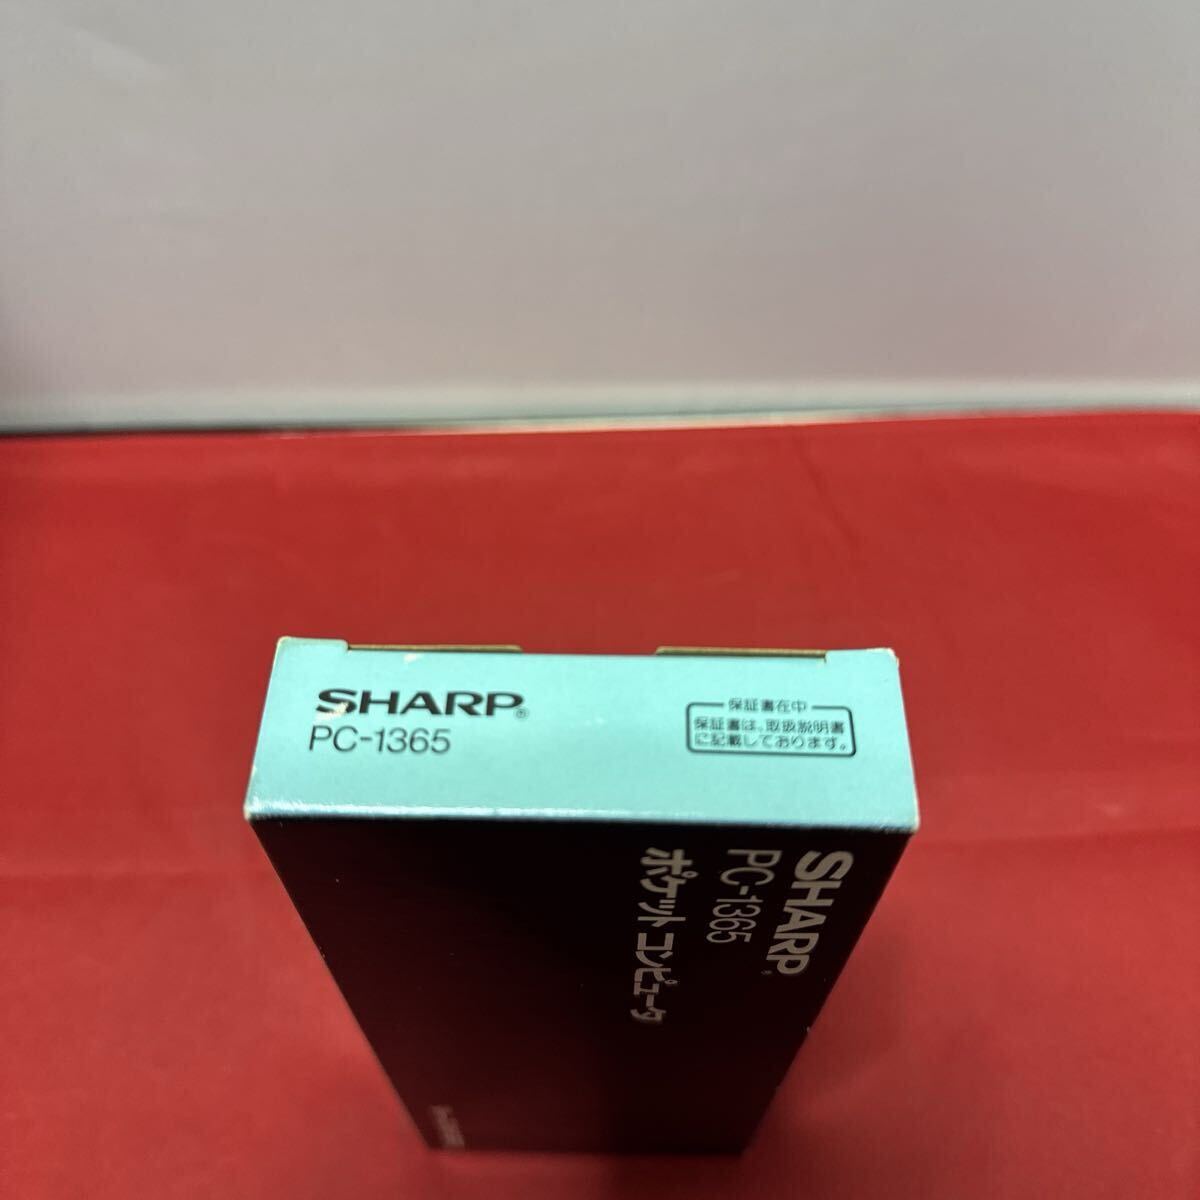 SHARP®
PC-1365
保証書在中
保証書は、取扱説明書
に記載しております。
SHARP®
PC-1365
ポケットコンピュータ